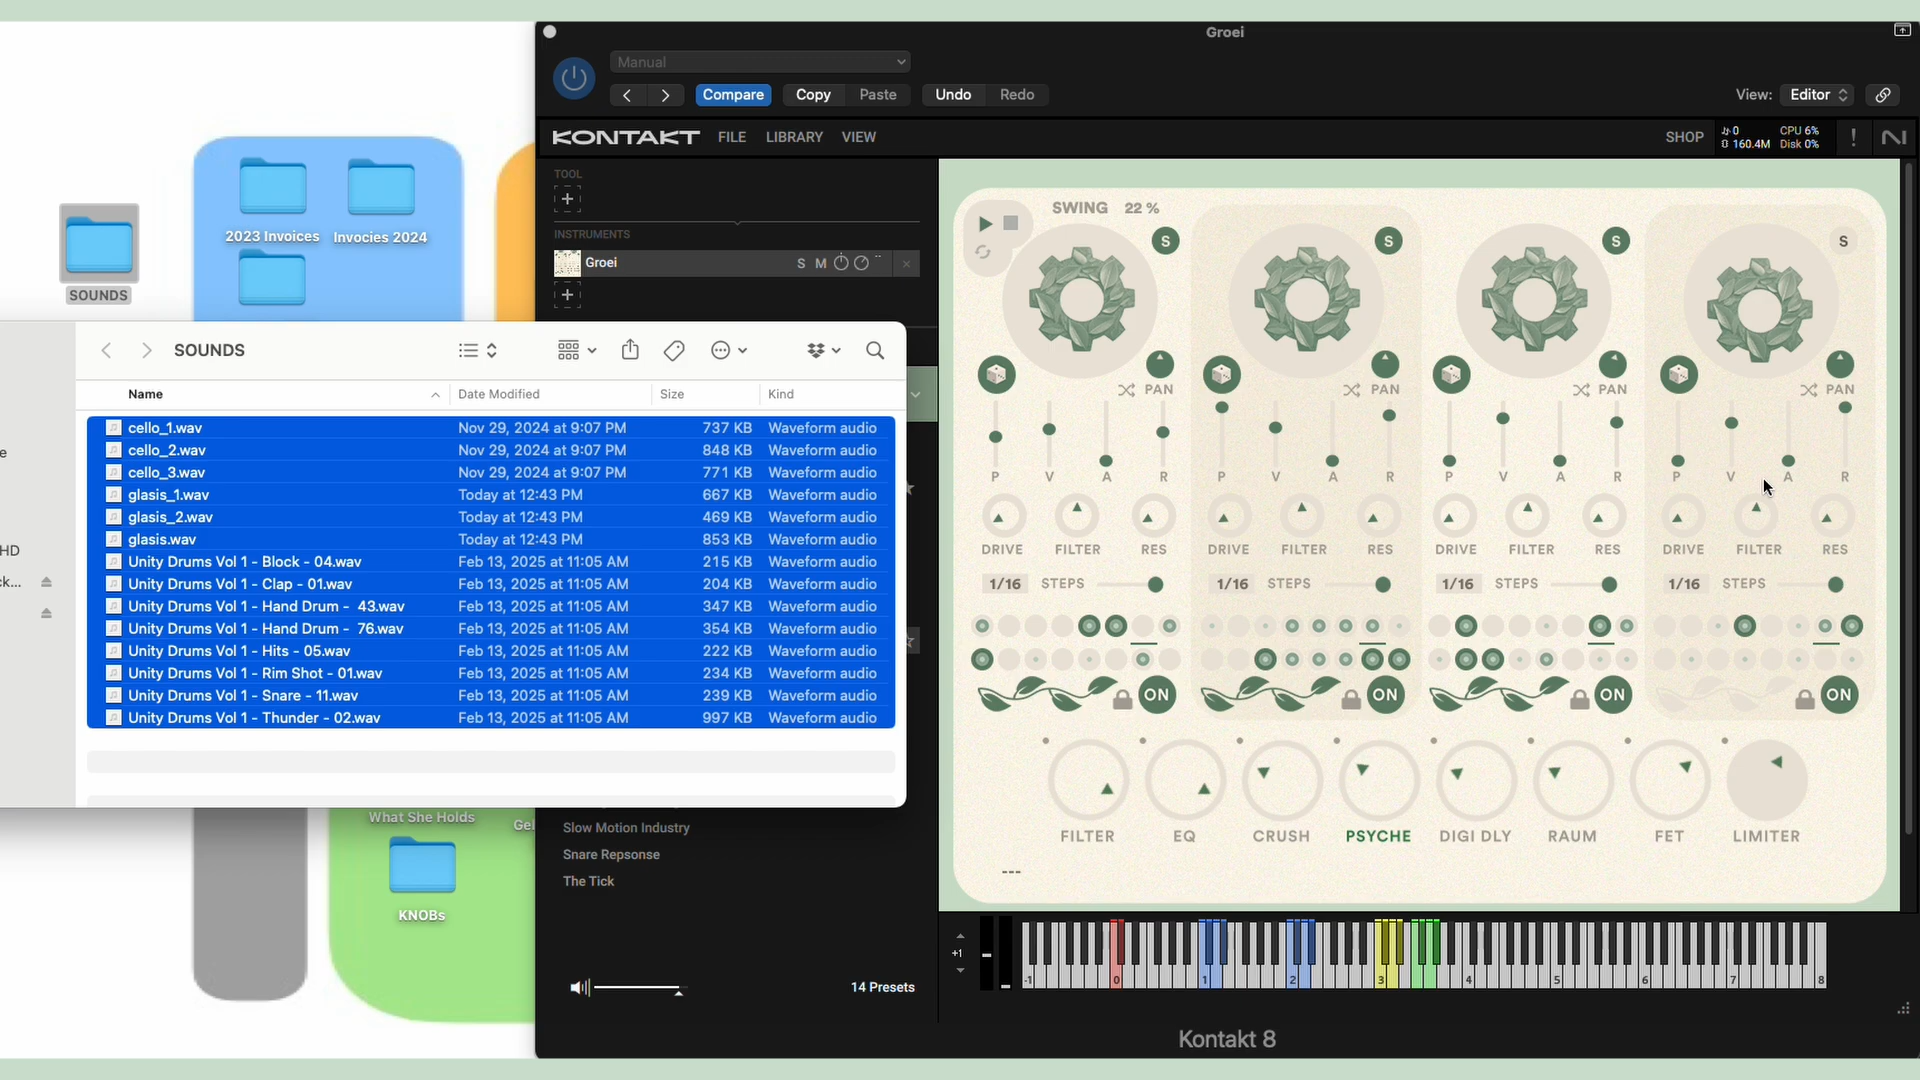 Groei
Manual
Compare
Copy
Paste
Undo
Redo
View:
Editor
KONTAKT
FILE
LIBRARY
VIEW
SHOP
0
160.4M
CPU 6%
Disk 0%
TOOL
INSTRUMENTS
Groei
S M
2023 Invoices
Invocies 2024
SOUNDS
SOUNDS
Name
Date Modified
Size
Kind
cello_1.wav Nov 29, 2024 at 9:07 PM 737 KB Waveform audio
cello_2.wav Nov 29, 2024 at 9:07 PM 848 KB Waveform audio
cello_3.wav Nov 29, 2024 at 9:07 PM 771 KB Waveform audio
glasis_1.wav Today at 12:43 PM 667 KB Waveform audio
glasis_2.wav Today at 12:43 PM 469 KB Waveform audio
glasis.wav Today at 12:43 PM 853 KB Waveform audio
Unity Drums Vol 1 - Block - 04.wav Feb 13, 2025 at 11:05 AM 215 KB Waveform audio
Unity Drums Vol 1 - Clap - 01.wav Feb 13, 2025 at 11:05 AM 204 KB Waveform audio
Unity Drums Vol 1 - Hand Drum - 43.wav Feb 13, 2025 at 11:05 AM 347 KB Waveform audio
Unity Drums Vol 1 - Hand Drum - 76.wav Feb 13, 2025 at 11:05 AM 354 KB Waveform audio
Unity Drums Vol 1 - Hits - 05.wav Feb 13, 2025 at 11:05 AM 222 KB Waveform audio
Unity Drums Vol 1 - Rim Shot - 01.wav Feb 13, 2025 at 11:05 AM 234 KB Waveform audio
Unity Drums Vol 1 - Snare - 11.wav Feb 13, 2025 at 11:05 AM 239 KB Waveform audio
Unity Drums Vol 1 - Thunder - 02.wav Feb 13, 2025 at 11:05 AM 997 KB Waveform audio
e
HD
ck...
What She Holds
Gel
KNOBs
Slow Motion Industry
Snare Repsonse
The Tick
14 Presets
SWING 22 %
S S S S
PAN PAN PAN PAN
P V A R P V A R P V A R P V A R
DRIVE FILTER RES DRIVE FILTER RES DRIVE FILTER RES DRIVE FILTER RES
1/16 STEPS 1/16 STEPS 1/16 STEPS 1/16 STEPS
ON ON ON ON
FILTER EQ CRUSH PSYCHE DIGI DLY RAUM FET LIMITER
---
+1
-1 0 1 2 3 4 5 6 7 8
Kontakt 8